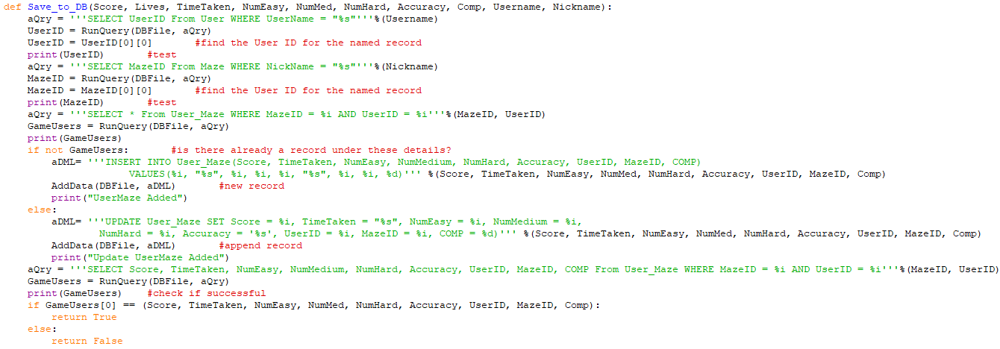 def Save_to_DB(Score, Lives, TimeTaken, NumEasy, NumMed, NumHard, Accuracy, Comp, Username, Nickname):
    aQry = '''SELECT UserID From User WHERE UserName = "%s"'''%(Username)
    UserID = RunQuery(DBFile, aQry)
    UserID = UserID[0][0]       #find the User ID for the named record
    print(UserID)       #test
    aQry = '''SELECT MazeID From Maze WHERE NickName = "%s"'''%(Nickname)
    MazeID = RunQuery(DBFile, aQry)
    MazeID = MazeID[0][0]       #find the User ID for the named record
    print(MazeID)       #test
    aQry = '''SELECT * From User_Maze WHERE MazeID = %i AND UserID = %i'''%(MazeID, UserID)
    GameUsers = RunQuery(DBFile, aQry)
    print(GameUsers)
    if not GameUsers:       #is there already a record under these details?
        aDML= '''INSERT INTO User_Maze(Score, TimeTaken, NumEasy, NumMedium, NumHard, Accuracy, UserID, MazeID, COMP)
                     VALUES(%i, "%s", %i, %i, %i, "%s", %i, %i, %d)''' %(Score, TimeTaken, NumEasy, NumMed, NumHard, Accuracy, UserID, MazeID, Comp)
        AddData(DBFile, aDML)       #new record
        print("UserMaze Added")
    else:
        aDML= '''UPDATE User_Maze SET Score = %i, TimeTaken = "%s", NumEasy = %i, NumMedium = %i,
                NumHard = %i, Accuracy = '%s', UserID = %i, MazeID = %i, COMP = %d)''' %(Score, TimeTaken, NumEasy, NumMed, NumHard, Accuracy, UserID, MazeID, Comp)
        AddData(DBFile, aDML)       #append record
        print("Update UserMaze Added")
    aQry = '''SELECT Score, TimeTaken, NumEasy, NumMedium, NumHard, Accuracy, UserID, MazeID, COMP From User_Maze WHERE MazeID = %i AND UserID = %i'''%(MazeID, UserID)
    GameUsers = RunQuery(DBFile, aQry)
    print(GameUsers)    #check if successful
    if GameUsers[0] == (Score, TimeTaken, NumEasy, NumMed, NumHard, Accuracy, UserID, MazeID, Comp):
        return True
    else:
        return False